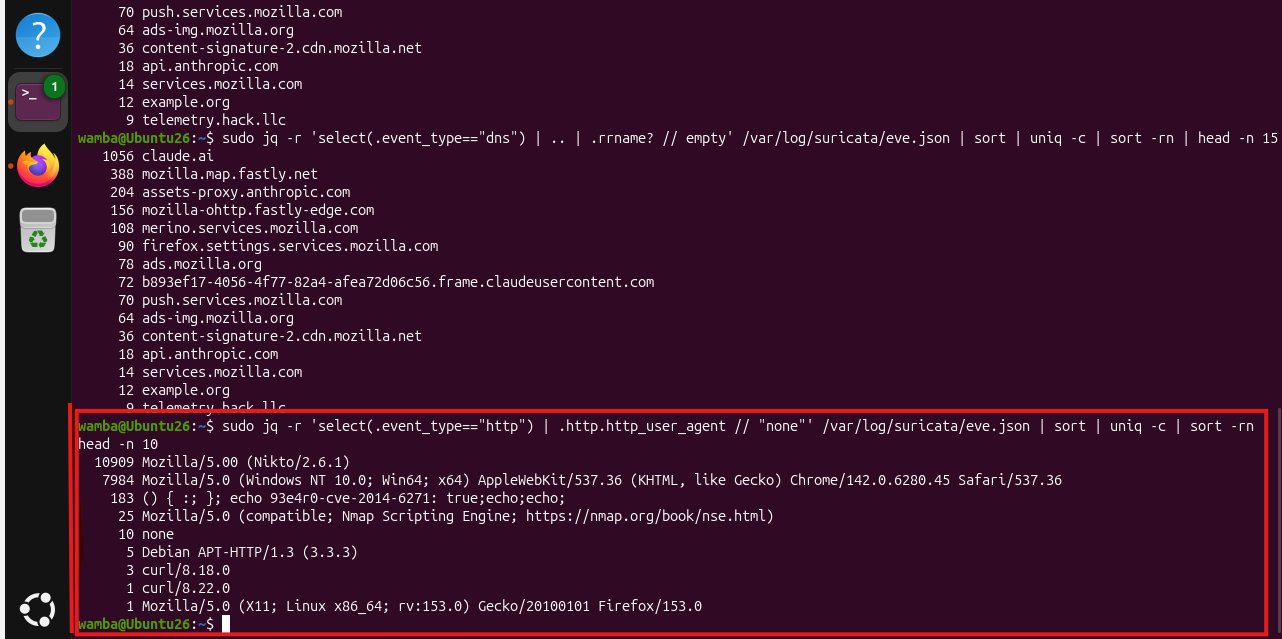 ?
>_
1
70 push.services.mozilla.com
64 ads-img.mozilla.org
36 content-signature-2.cdn.mozilla.net
18 api.anthropic.com
14 services.mozilla.com
12 example.org
9 telemetry.hack.llc
wamba@Ubuntu26:~$ sudo jq -r 'select(.event_type=="dns") | .. | .rrname? // empty' /var/log/suricata/eve.json | sort | uniq -c | sort -rn | head -n 15
1056 claude.ai
388 mozilla.map.fastly.net
204 assets-proxy.anthropic.com
156 mozilla-ohttp.fastly-edge.com
108 merino.services.mozilla.com
90 firefox.settings.services.mozilla.com
78 ads.mozilla.org
72 b893ef17-4056-4f77-82a4-afea72d06c56.frame.claudeusercontent.com
70 push.services.mozilla.com
64 ads-img.mozilla.org
36 content-signature-2.cdn.mozilla.net
18 api.anthropic.com
14 services.mozilla.com
12 example.org
9 telemetry.hack.llc
wamba@Ubuntu26:~$ sudo jq -r 'select(.event_type=="http") | .http.http_user_agent // "none"' /var/log/suricata/eve.json | sort | uniq -c | sort -rn
head -n 10
10909 Mozilla/5.00 (Nikto/2.6.1)
7984 Mozilla/5.0 (Windows NT 10.0; Win64; x64) AppleWebKit/537.36 (KHTML, like Gecko) Chrome/142.0.6280.45 Safari/537.36
183 () { :; }; echo 93e4r0-cve-2014-6271: true;echo;echo;
25 Mozilla/5.0 (compatible; Nmap Scripting Engine; https://nmap.org/book/nse.html)
10 none
5 Debian APT-HTTP/1.3 (3.3.3)
3 curl/8.18.0
1 curl/8.22.0
1 Mozilla/5.0 (X11; Linux x86_64; rv:153.0) Gecko/20100101 Firefox/153.0
wamba@Ubuntu26:~$